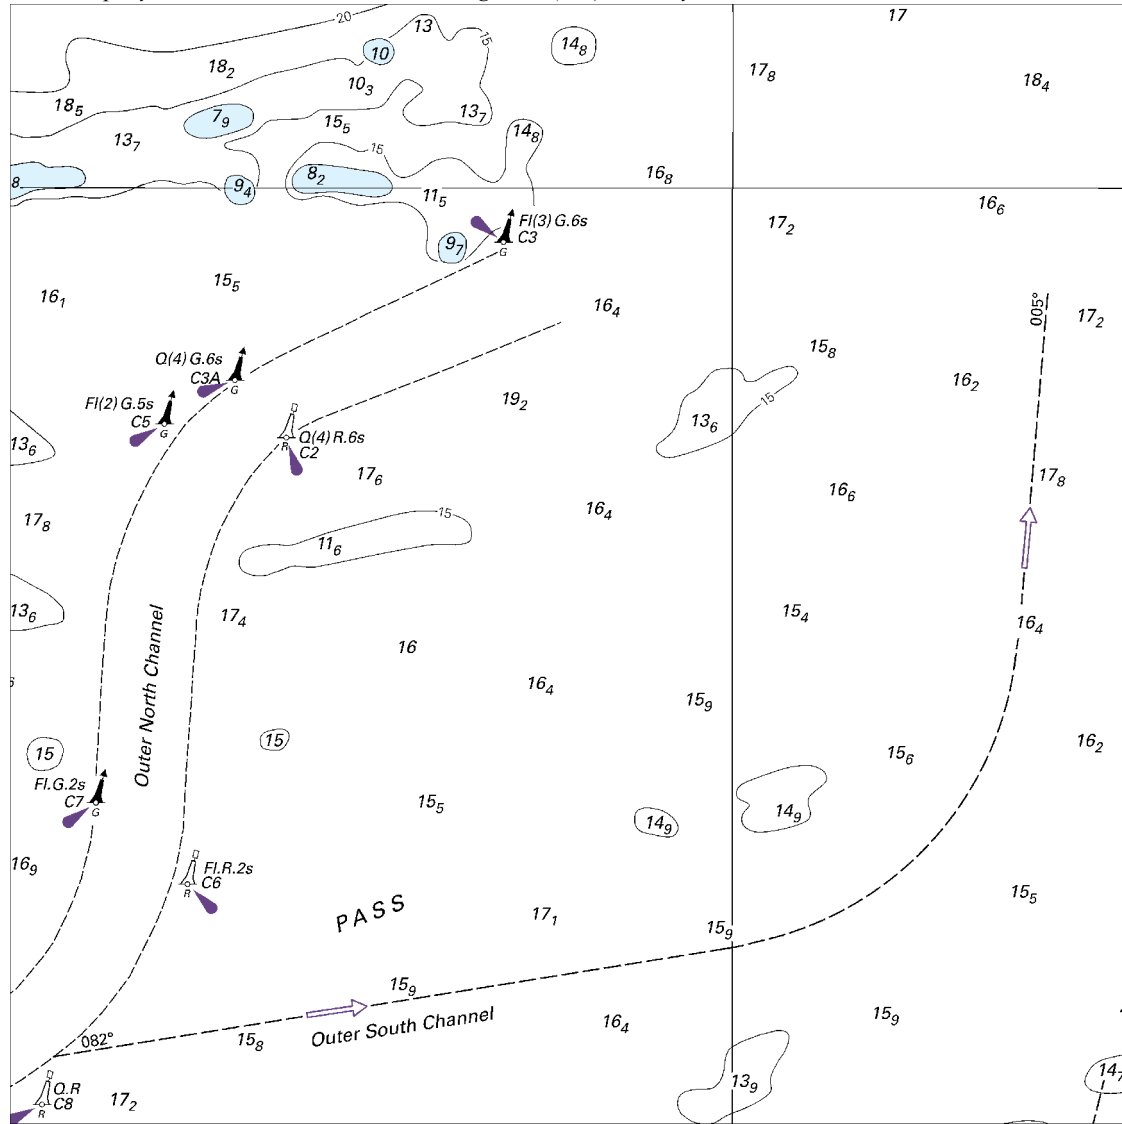 20
13
15
17
14₈
10
18₂
10₃
17₈
18₄
18₅
7₉
13₇
15₅
14₈
13₇
15
8
9₄
8₂
16₈
11₅
16₆
17₂
Fl(3)G.6s
C3
G
9₇
15₅
16₁
16₄
005°
17₂
15₈
Q(4)G.6s
C3A
G
16₂
19₂
15
Fl(2)G.5s
C5
G
13₆
13₆
Q(4)R.6s
C2
R
17₆
17₈
16₆
17₈
16₄
15
11₆
13₆
17₄
15₄
16₄
16
Outer North Channel
16₄
15₉
15
15
16₂
15₆
Fl.G.2s
C7
G
15₅
14₉
14₉
16₉
Fl.R.2s
C6
R
15₅
PASS
17₁
15₉
15₉
Outer South Channel
16₄
15₉
082°
15₈
13₉
14₇
Q.R
C8
R
17₂